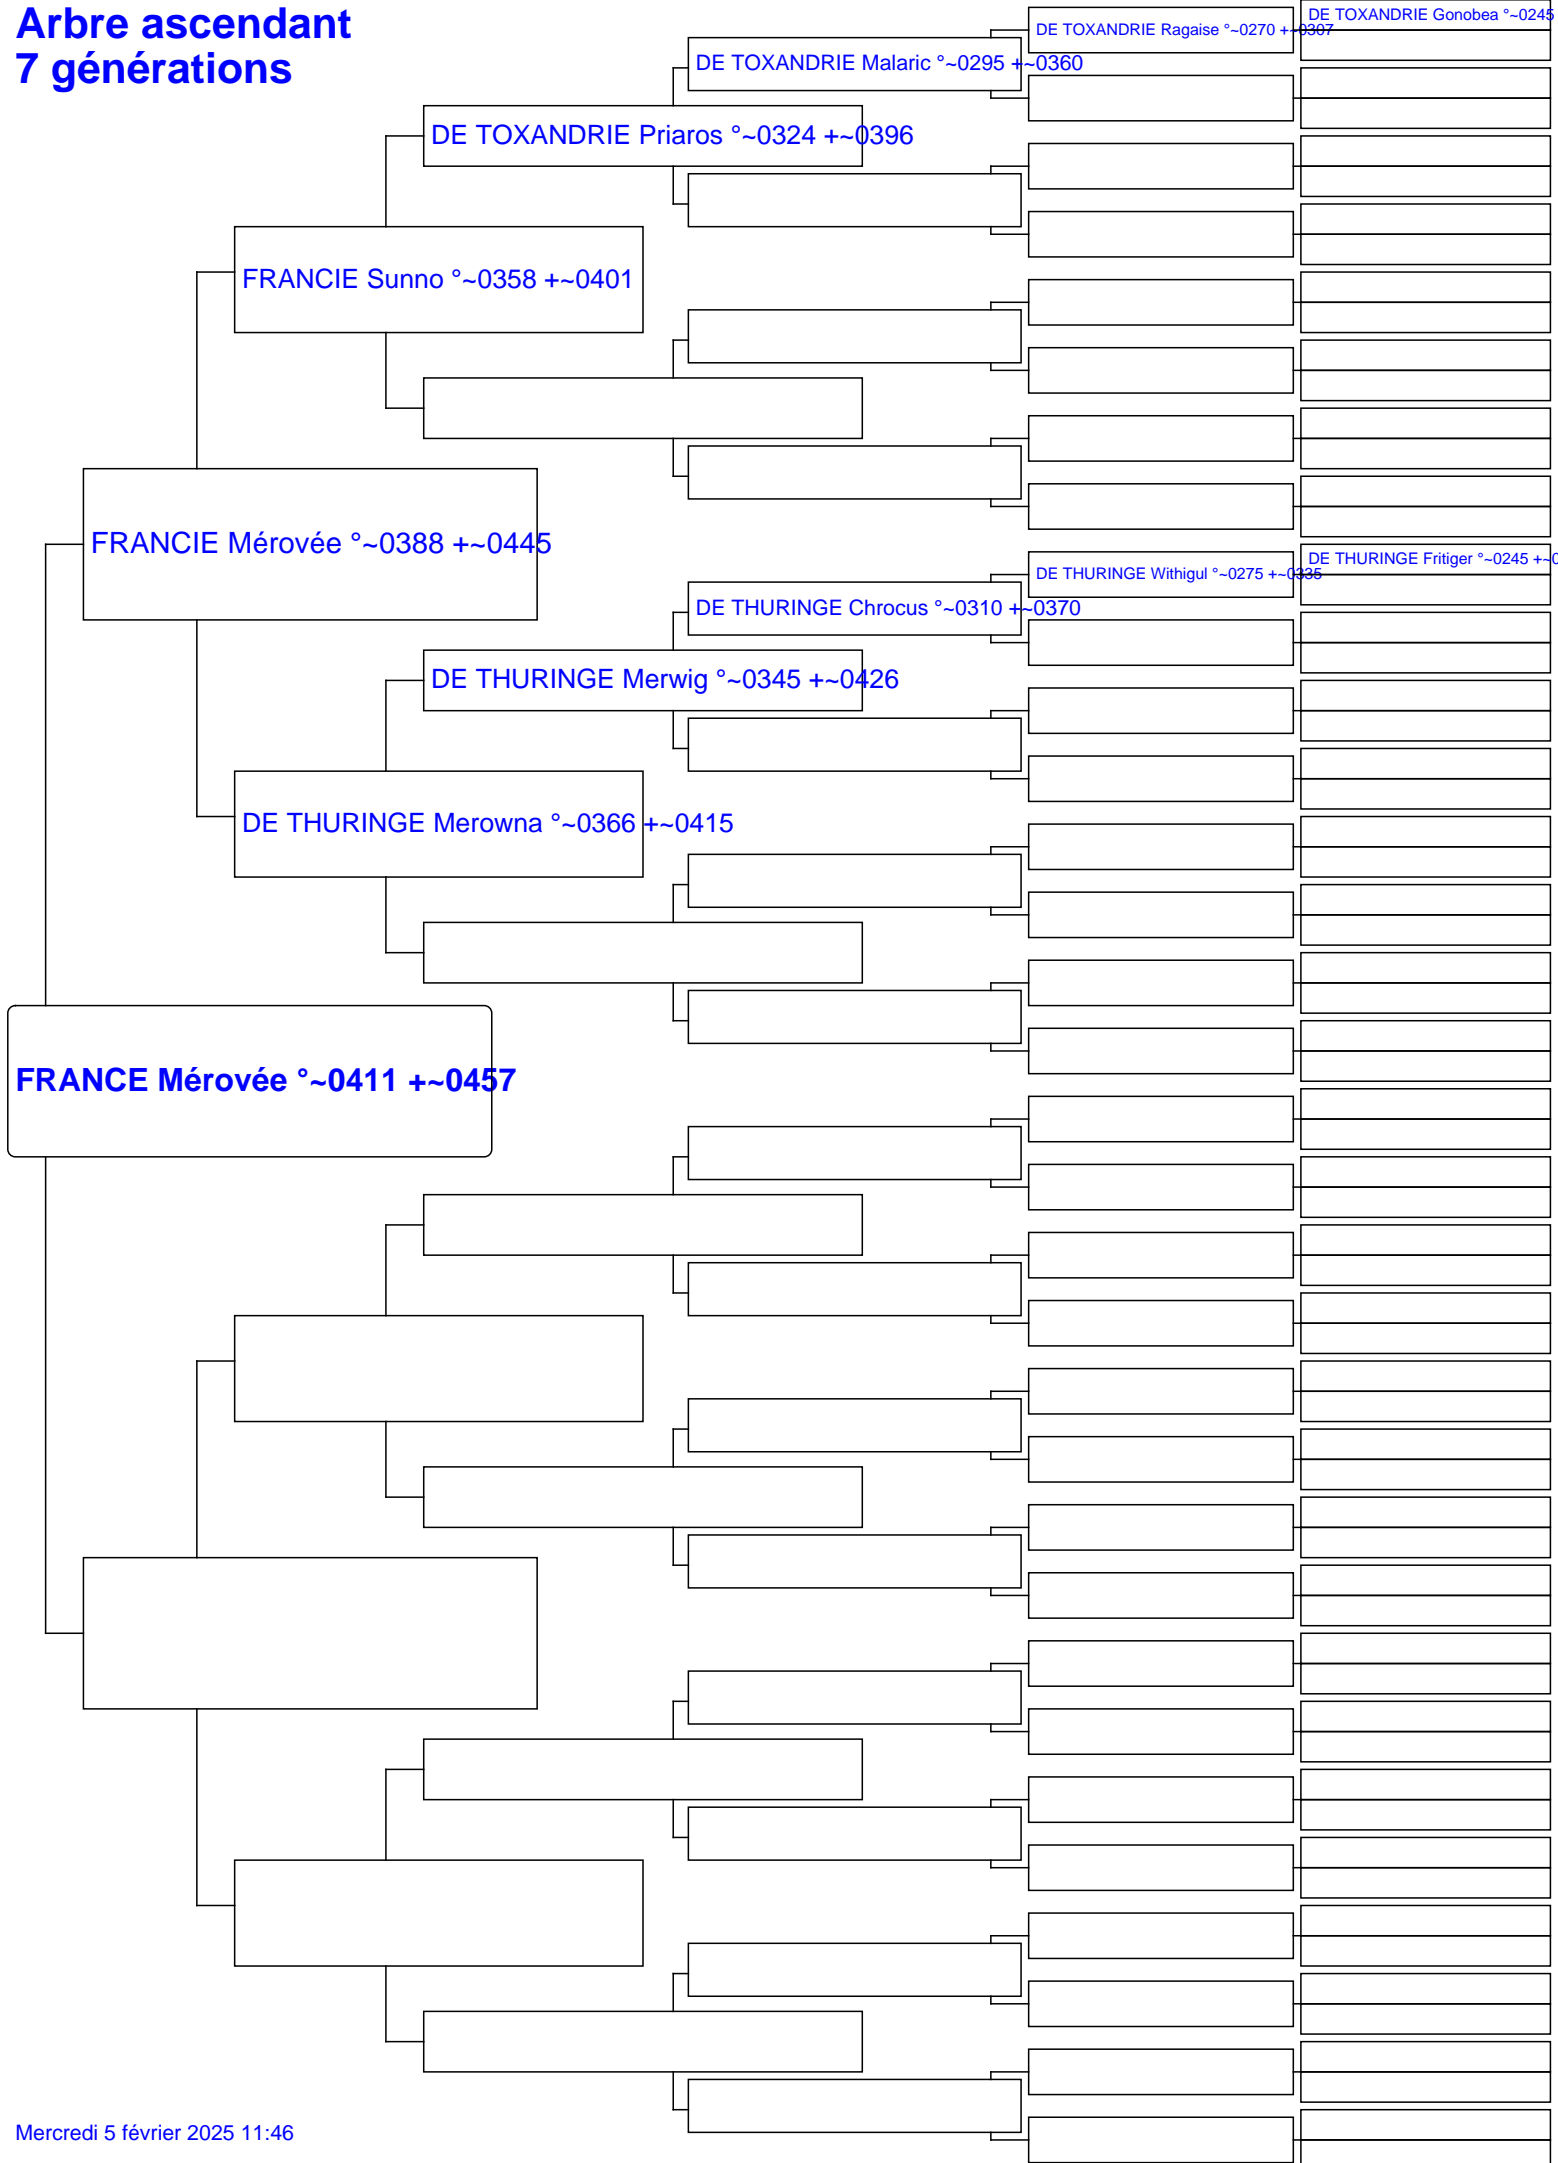 Arbre ascendant
7 générations
DE TOXANDRIE Gonobea °~0245
DE TOXANDRIE Ragaise °~0270 +~0307
DE TOXANDRIE Malaric °~0295 +~0360
DE TOXANDRIE Priaros °~0324 +~0396
FRANCIE Sunno °~0358 +~0401
FRANCIE Mérovée °~0388 +~0445
DE THURINGE Fritiger °~0245 +~0
DE THURINGE Withigul °~0275 +~0335
DE THURINGE Chrocus °~0310 +~0370
DE THURINGE Merwig °~0345 +~0426
DE THURINGE Merowna °~0366 +~0415
FRANCE Mérovée °~0411 +~0457
Mercredi 5 février 2025 11:46